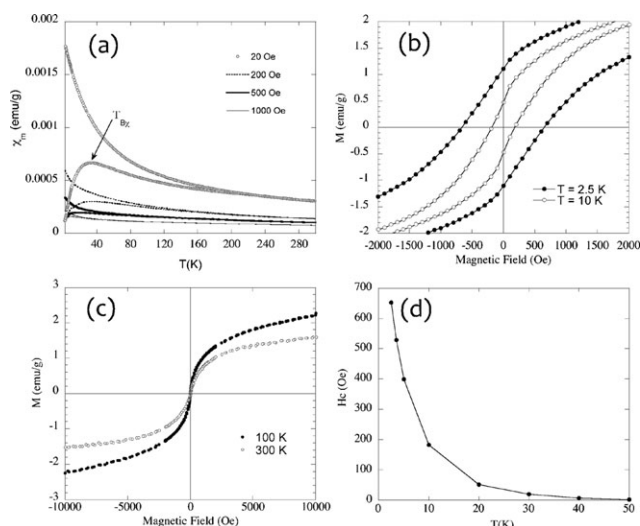 (a)
20 Oe
200 Oe
500 Oe
1000 Oe
T_Bχ
χ_m (emu/g)
0.002
0.0015
0.001
0.0005
0
40 80 120 160 200 240 280
T(K)
(b)
M (emu/g)
2
1.5
1
0.5
0
-0.5
-1
-1.5
-2
T = 2.5 K
T = 10 K
-2000 -1500 -1000 -500 0 500 1000 1500 2000
Magnetic Field (Oe)
(c)
M (emu/g)
3
2
1
0
-1
-2
-3
100 K
300 K
-10000 -5000 0 5000 10000
Magnetic Field (Oe)
(d)
Hc (Oe)
700
600
500
400
300
200
100
0
0 10 20 30 40 50
T(K)